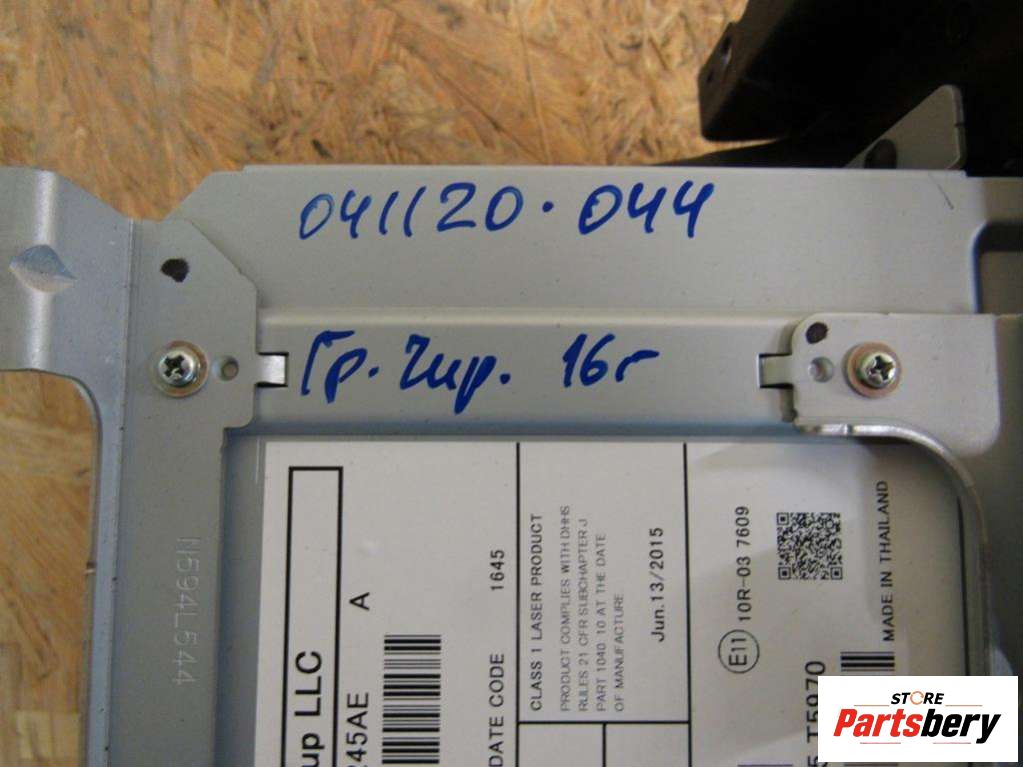 041120.044
Гр. Чир. 16г
N594L544
up LLC
245AE
A
DATE CODE 1645
CLASS 1 LASER PRODUCT
PRODUCT COMPLIES WITH DHHS
RULES 21 CFR SUBCHAPTER J
PART 1040 10 AT THE DATE
OF MANUFACTURE
Jun.13/2015
E11 10R-03 7609
5 T5970
MADE IN THAILAND
STORE
Partsbery